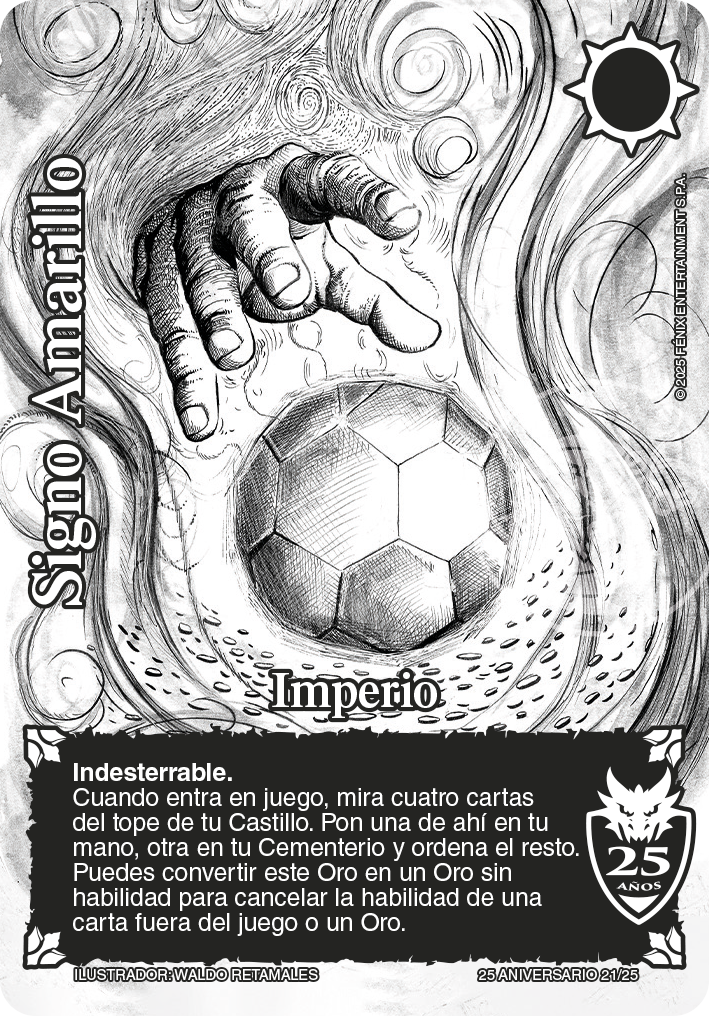 Signo Amarillo
© 2025 FÉNIX ENTERTAINMENT S.P.A.
Imperio
Indesterrable.
Cuando entra en juego, mira cuatro cartas
del tope de tu Castillo. Pon una de ahí en tu
mano, otra en tu Cementerio y ordena el resto.
Puedes convertir este Oro en un Oro sin
habilidad para cancelar la habilidad de una
carta fuera del juego o un Oro.
25
AÑOS
ILUSTRADOR: WALDO RETAMALES
25 ANIVERSARIO 21/25